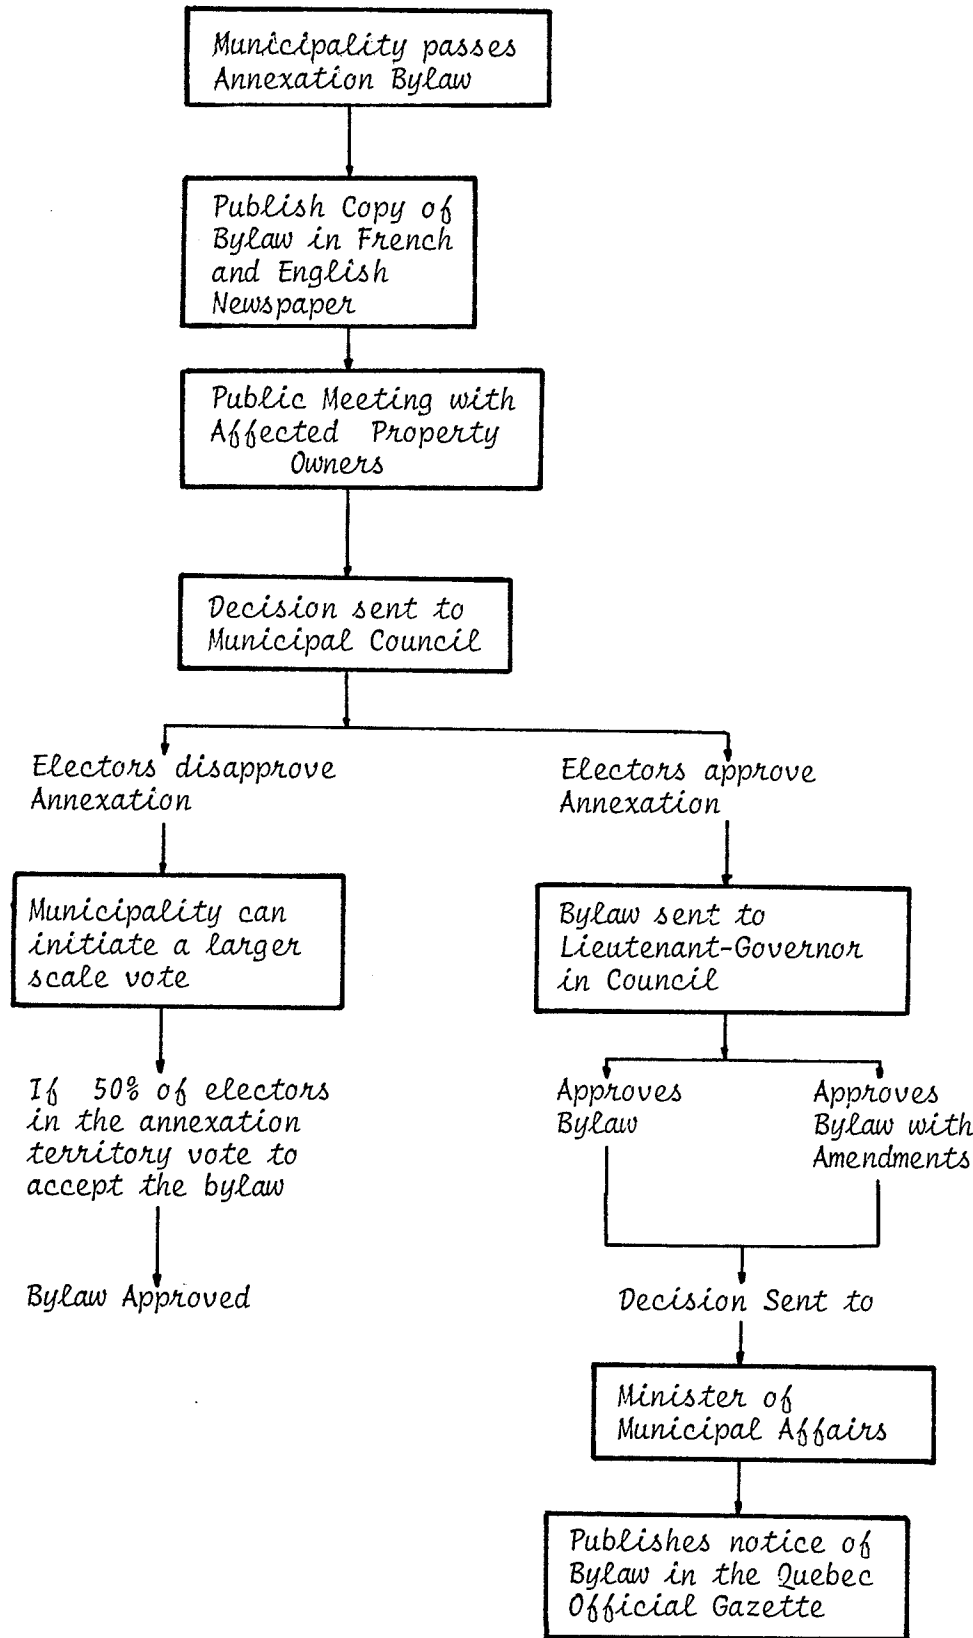 Municipality passes
Annexation Bylaw
Publish Copy of
Bylaw in French
and English
Newspaper
Public Meeting with
Affected Property
Owners
Decision sent to
Municipal Council
Electors disapprove
Annexation
Electors approve
Annexation
Municipality can
initiate a larger
scale vote
Bylaw sent to
Lieutenant-Governor
in Council
If 50% of electors
in the annexation
territory vote to
accept the bylaw
Approves
Bylaw
Approves
Bylaw with
Amendments
Bylaw Approved
Decision Sent to
Minister of
Municipal Affairs
Publishes notice of
Bylaw in the Quebec
Official Gazette